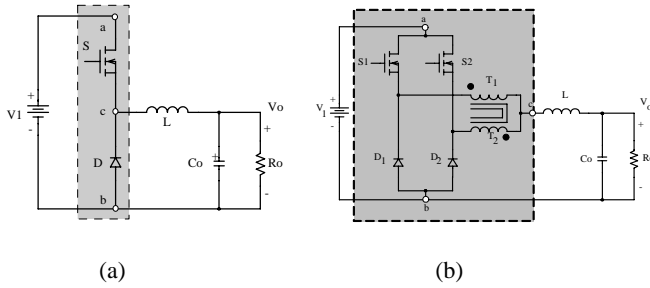 a
S
+
V1
-
c
L
Vo
+
D
Co
+
Ro
-
b
(a)
a
S1
S2
T1
+
V1
-
c
L
Vo
+
T2
D1
D2
Co
Ro
-
b
(b)